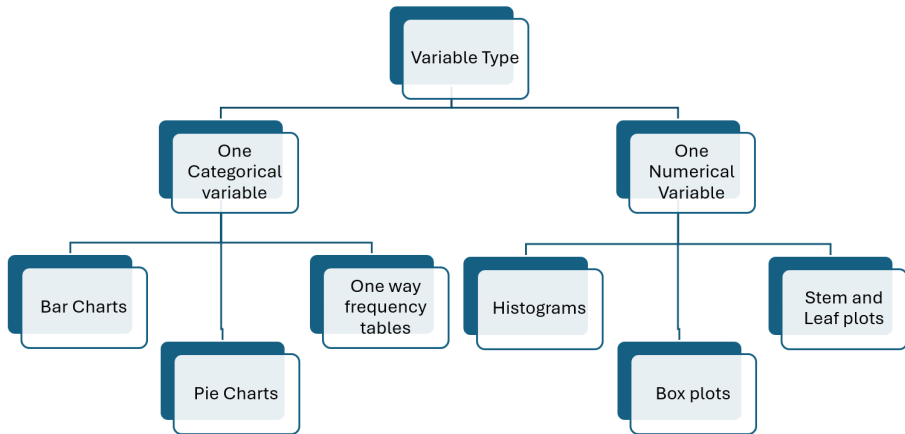 Variable Type
One
Categorical
variable
One
Numerical
Variable
Bar Charts
One way
frequency
tables
Histograms
Stem and
Leaf plots
Pie Charts
Box plots